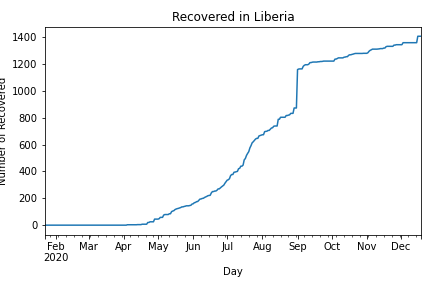 Recovered in Liberia
Number of Recovered
1400
1200
1000
800
600
400
200
0
Feb Mar Apr May Jun Jul Aug Sep Oct Nov Dec
2020
Day